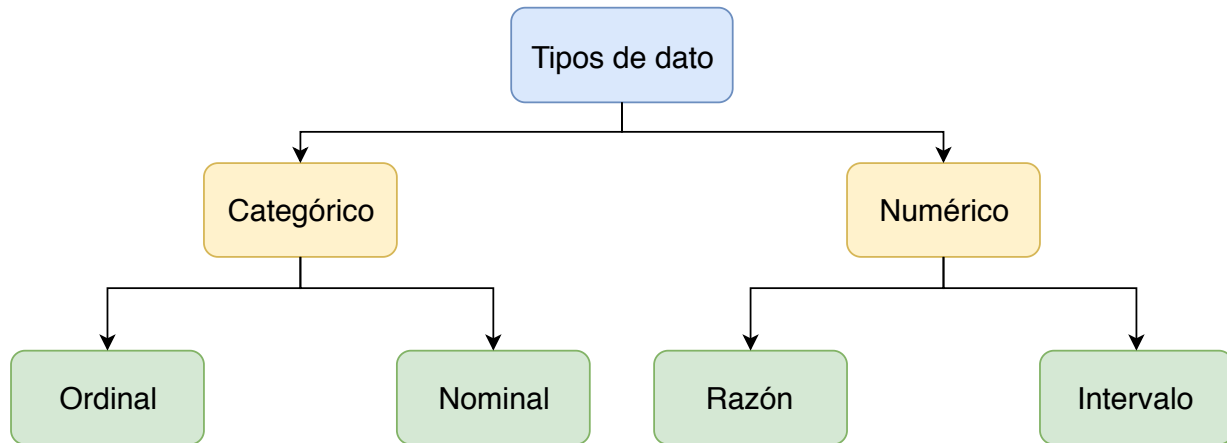 Tipos de dato
Categórico
Numérico
Ordinal
Nominal
Razón
Intervalo